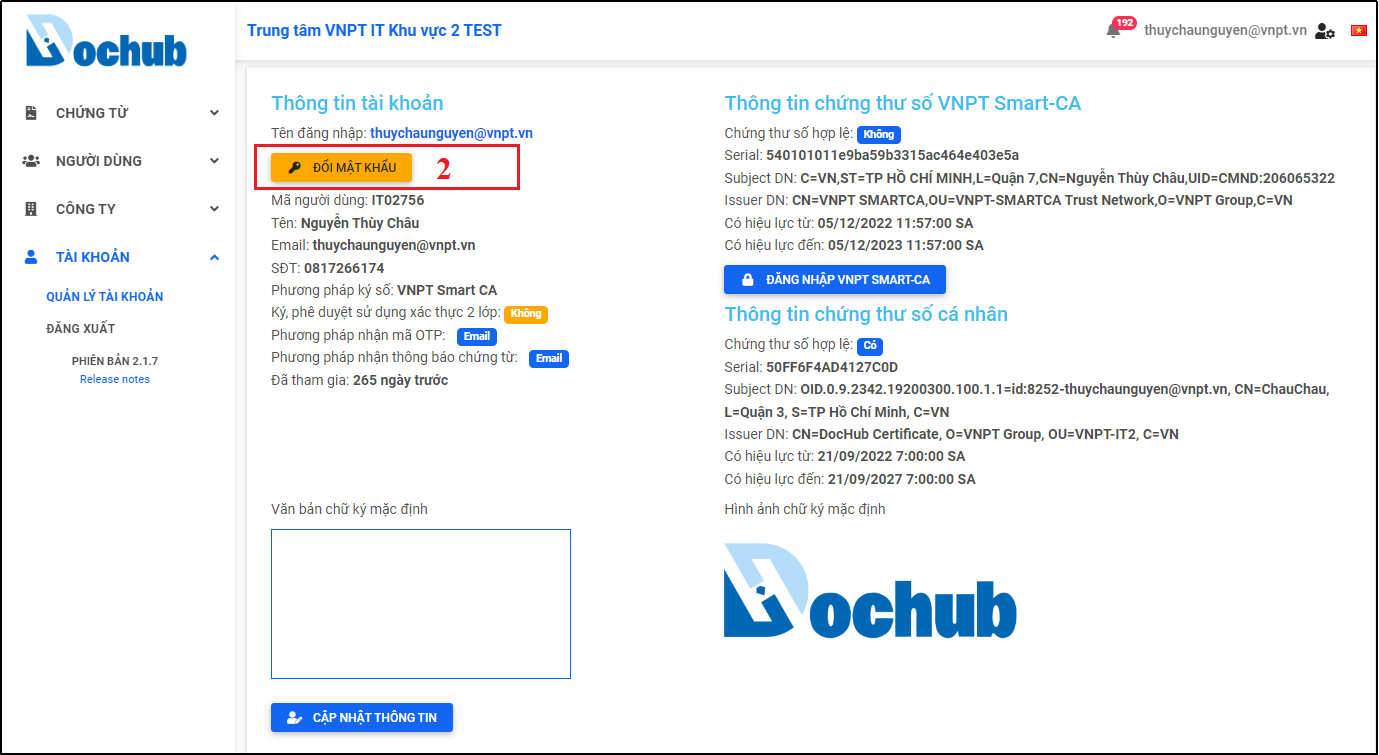 Dochub
Trung tâm VNPT IT Khu vực 2 TEST
192
thuychaunguyen@vnpt.vn
CHỨNG TỪ
NGƯỜI DÙNG
CÔNG TY
TÀI KHOẢN
QUẢN LÝ TÀI KHOẢN
ĐĂNG XUẤT
PHIÊN BẢN 2.1.7
Release notes
Thông tin tài khoản
Tên đăng nhập: thuychaunguyen@vnpt.vn
ĐỔI MẬT KHẨU 2
Mã người dùng: IT02756
Tên: Nguyễn Thùy Châu
Email: thuychaunguyen@vnpt.vn
SĐT: 0817266174
Phương pháp ký số: VNPT Smart CA
Ký, phê duyệt sử dụng xác thực 2 lớp: Không
Phương pháp nhận mã OTP: Email
Phương pháp nhận thông báo chứng từ: Email
Đã tham gia: 265 ngày trước
Văn bản chữ ký mặc định
CẬP NHẬT THÔNG TIN
Thông tin chứng thư số VNPT Smart-CA
Chứng thư số hợp lệ: Không
Serial: 540101011e9ba59b3315ac464e403e5a
Subject DN: C=VN,ST=TP HỒ CHÍ MINH,L=Quận 7,CN=Nguyễn Thùy Châu,UID=CMND:206065322
Issuer DN: CN=VNPT SMARTCA,OU=VNPT-SMARTCA Trust Network,O=VNPT Group,C=VN
Có hiệu lực từ: 05/12/2022 11:57:00 SA
Có hiệu lực đến: 05/12/2023 11:57:00 SA
ĐĂNG NHẬP VNPT SMART-CA
Thông tin chứng thư số cá nhân
Chứng thư số hợp lệ: Có
Serial: 50FF6F4AD4127C0D
Subject DN: OID.0.9.2342.19200300.100.1.1=id:8252-thuychaunguyen@vnpt.vn, CN=ChauChau,
L=Quận 3, S=TP Hồ Chí Minh, C=VN
Issuer DN: CN=DocHub Certificate, O=VNPT Group, OU=VNPT-IT2, C=VN
Có hiệu lực từ: 21/09/2022 7:00:00 SA
Có hiệu lực đến: 21/09/2027 7:00:00 SA
Hình ảnh chữ ký mặc định
Dochub